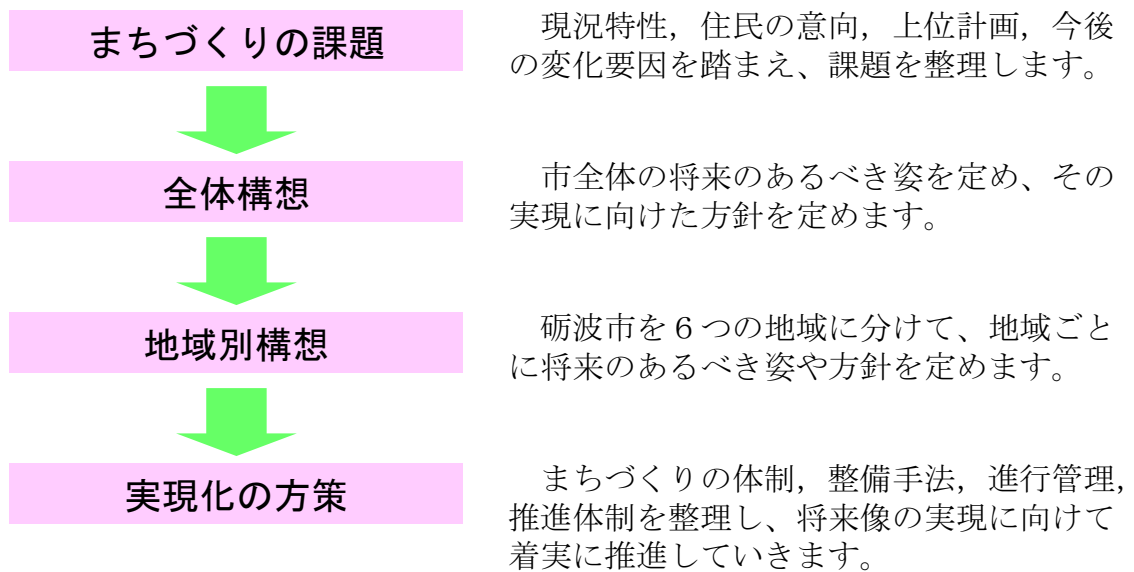 まちづくりの課題
　現況特性，住民の意向，上位計画，今後
の変化要因を踏まえ、課題を整理します。
全体構想
　市全体の将来のあるべき姿を定め、その
実現に向けた方針を定めます。
地域別構想
　砺波市を６つの地域に分けて、地域ごと
に将来のあるべき姿や方針を定めます。
実現化の方策
　まちづくりの体制，整備手法，進行管理，
推進体制を整理し、将来像の実現に向けて
着実に推進していきます。